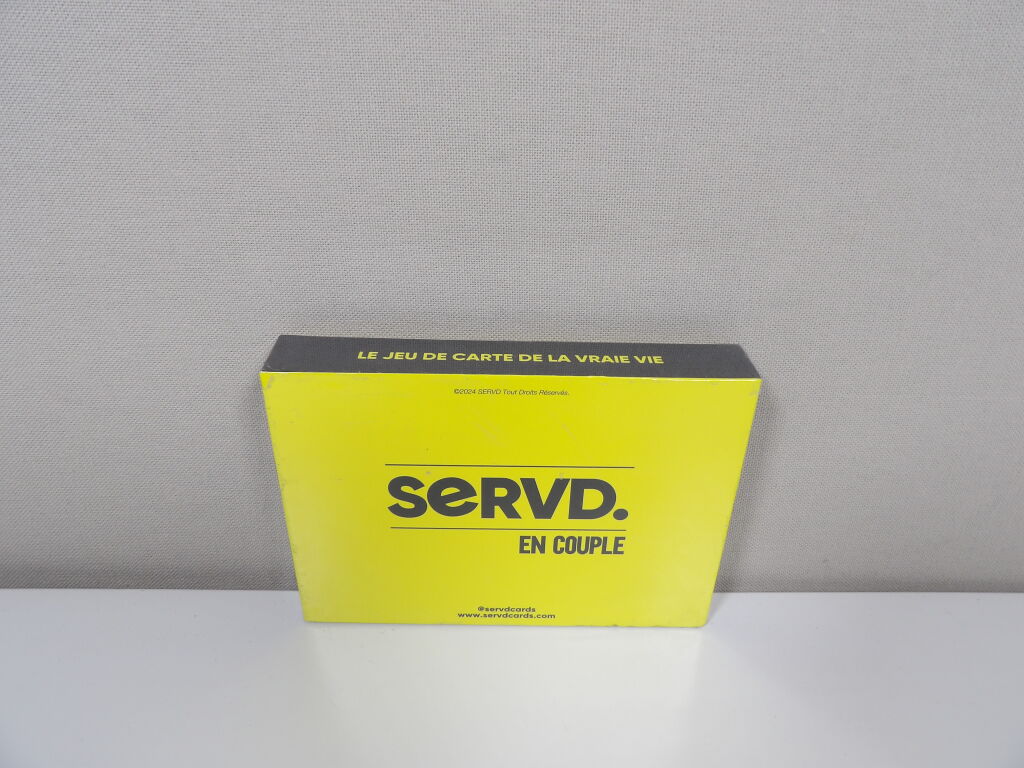 LE JEU DE CARTE DE LA VRAIE VIE
©2024 SERVD Tout Droits Réservés.
SeRVD.
EN COUPLE
@servdcards
www.servdcards.com